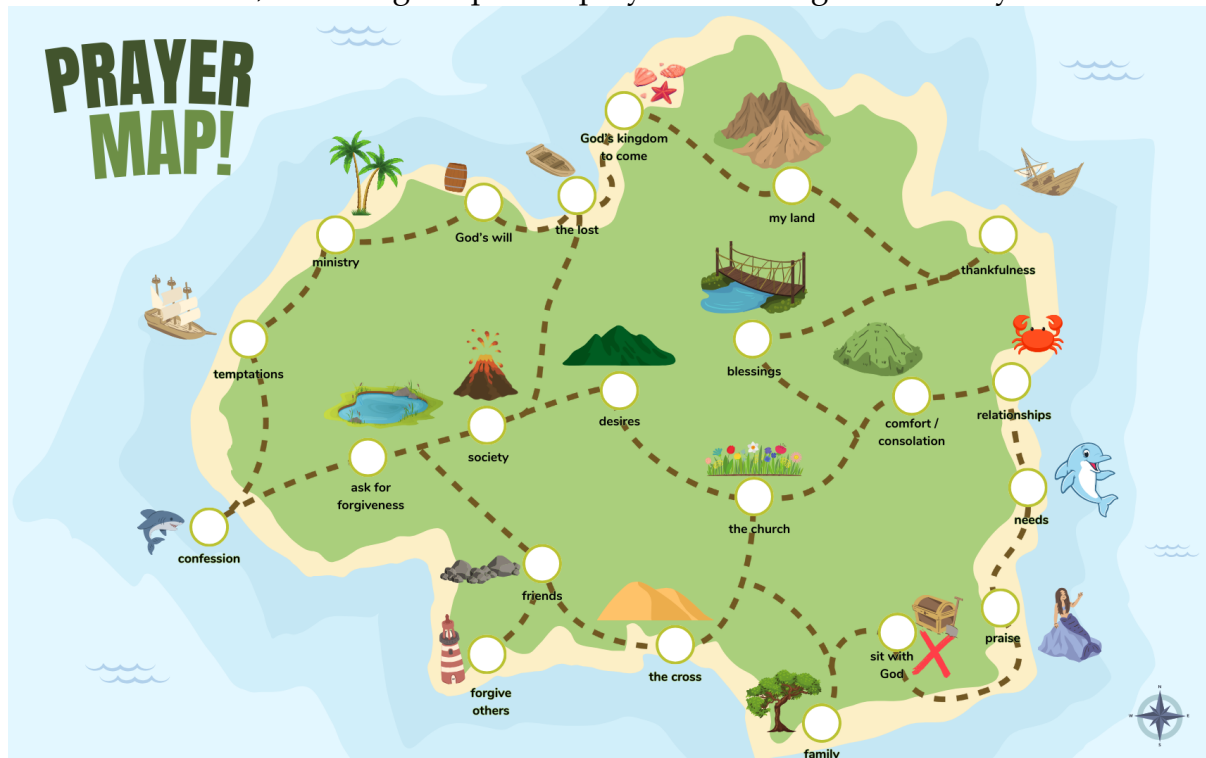 PRAYER
MAP!
God's kingdom
to come
my land
God's will
the lost
ministry
thankfulness
temptations
blessings
relationships
desires
comfort /
consolation
society
ask for
forgiveness
needs
the church
confession
friends
praise
sit with
God
the cross
forgive
others
family
N
W
E
S